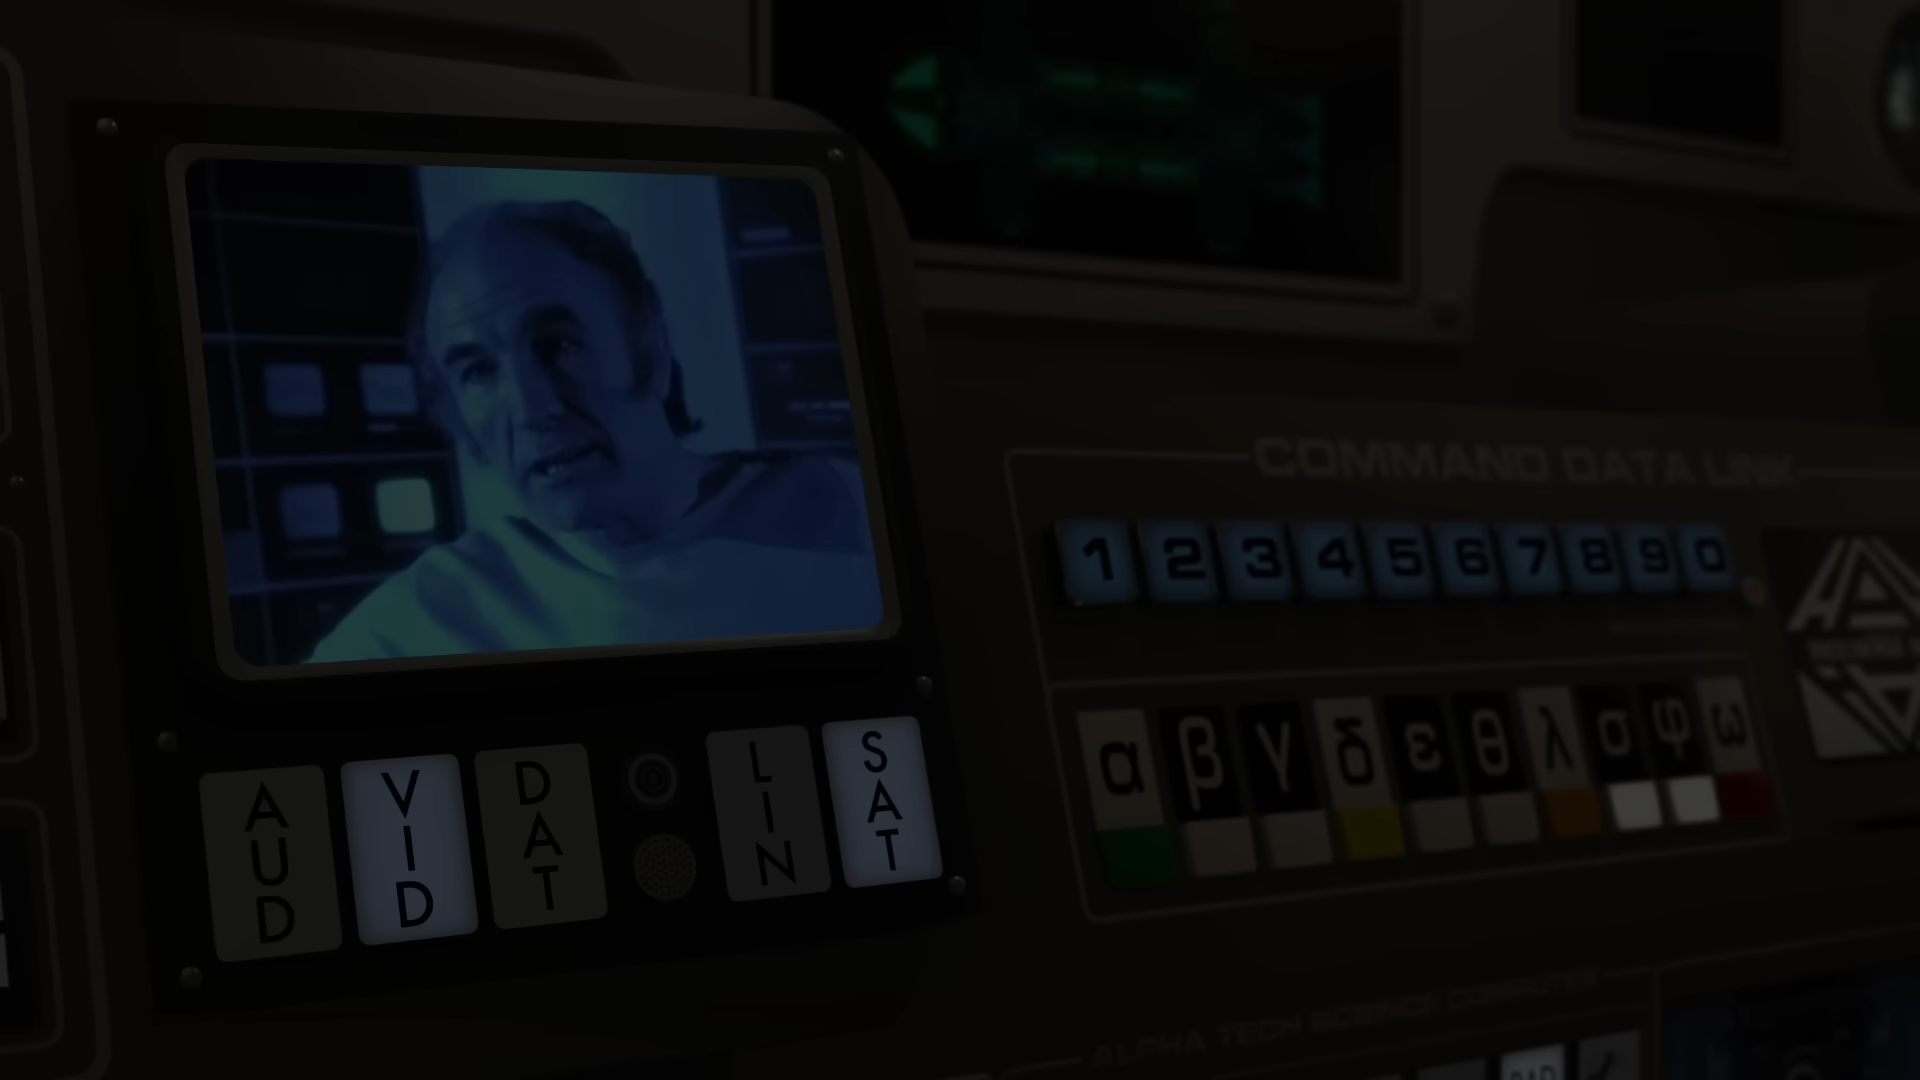 COMMAND DATA LINK
1 2 3 4 5 6 7 8 9 0
α β γ δ ε θ λ σ φ ω
AUD VID DAT LIN SAT
ALPHA TECH SCIENCE COMPUTER